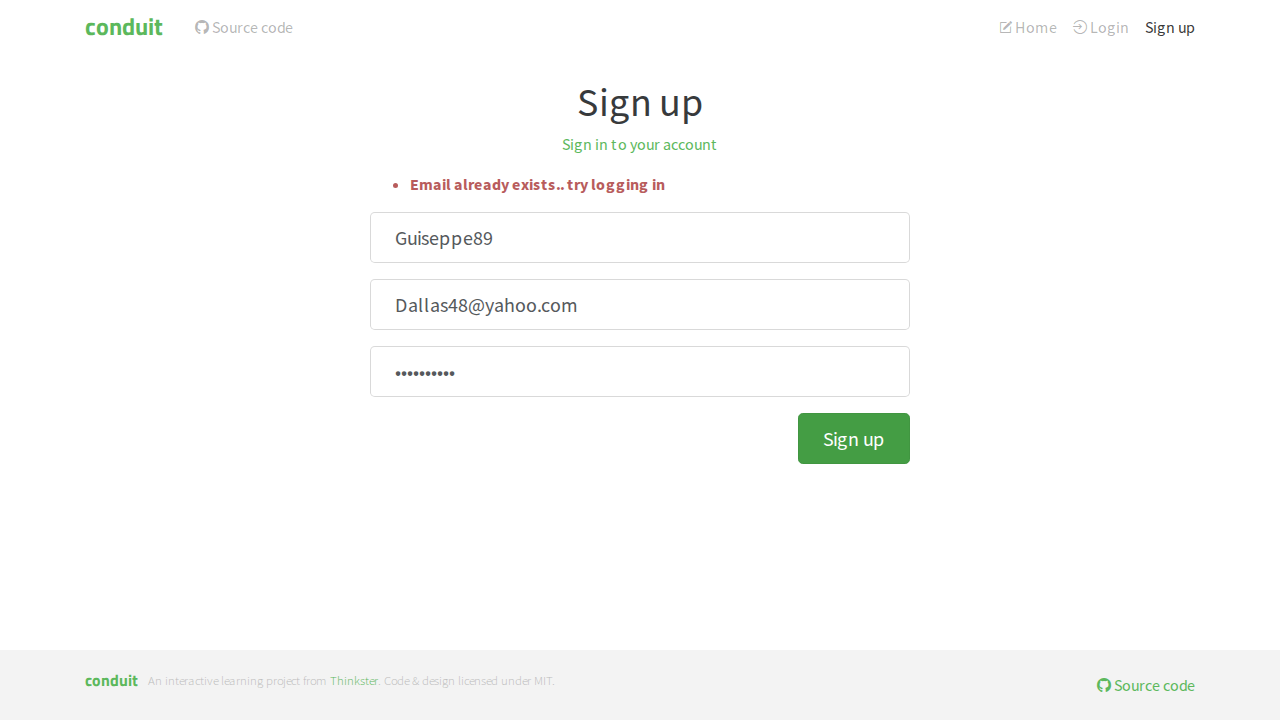 conduit
Source code
Home
Login
Sign up
Sign up
Sign in to your account
Email already exists.. try logging in
Guiseppe89
Dallas48@yahoo.com
••••••••••
Sign up
conduit
An interactive learning project from Thinkster. Code & design licensed under MIT.
Source code